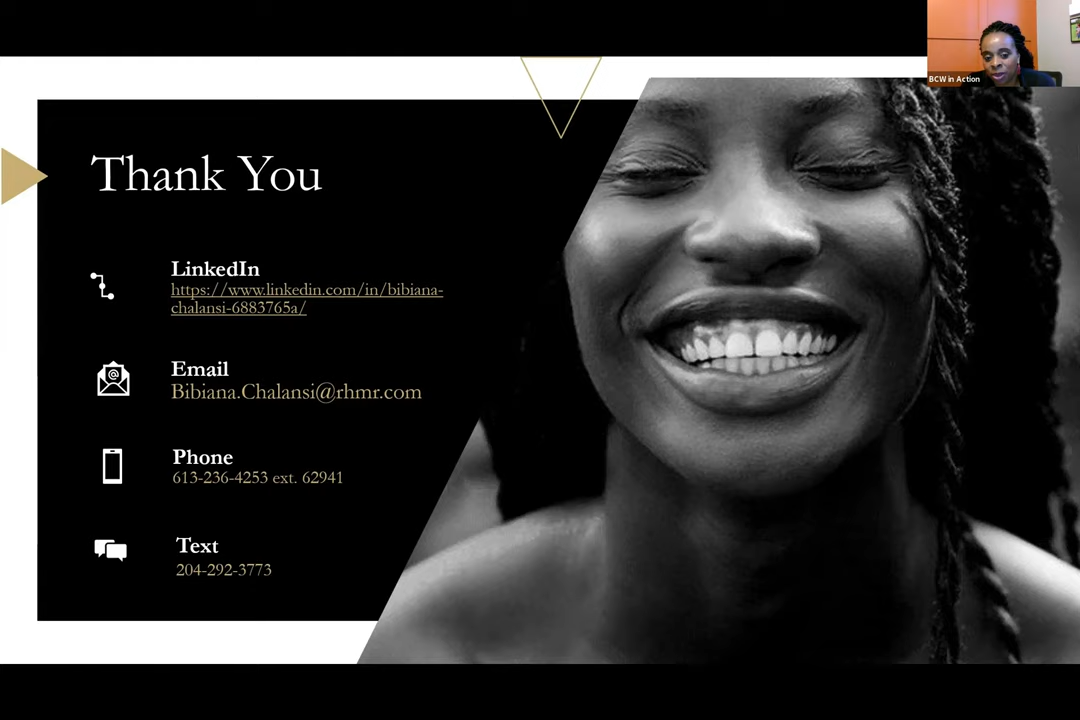 BCW in Action
Thank You
LinkedIn
https://www.linkedin.com/in/bibiana-
chalansi-6883765a/
Email
Bibiana.Chalansi@rhmr.com
Phone
613-236-4253 ext. 62941
Text
204-292-3773